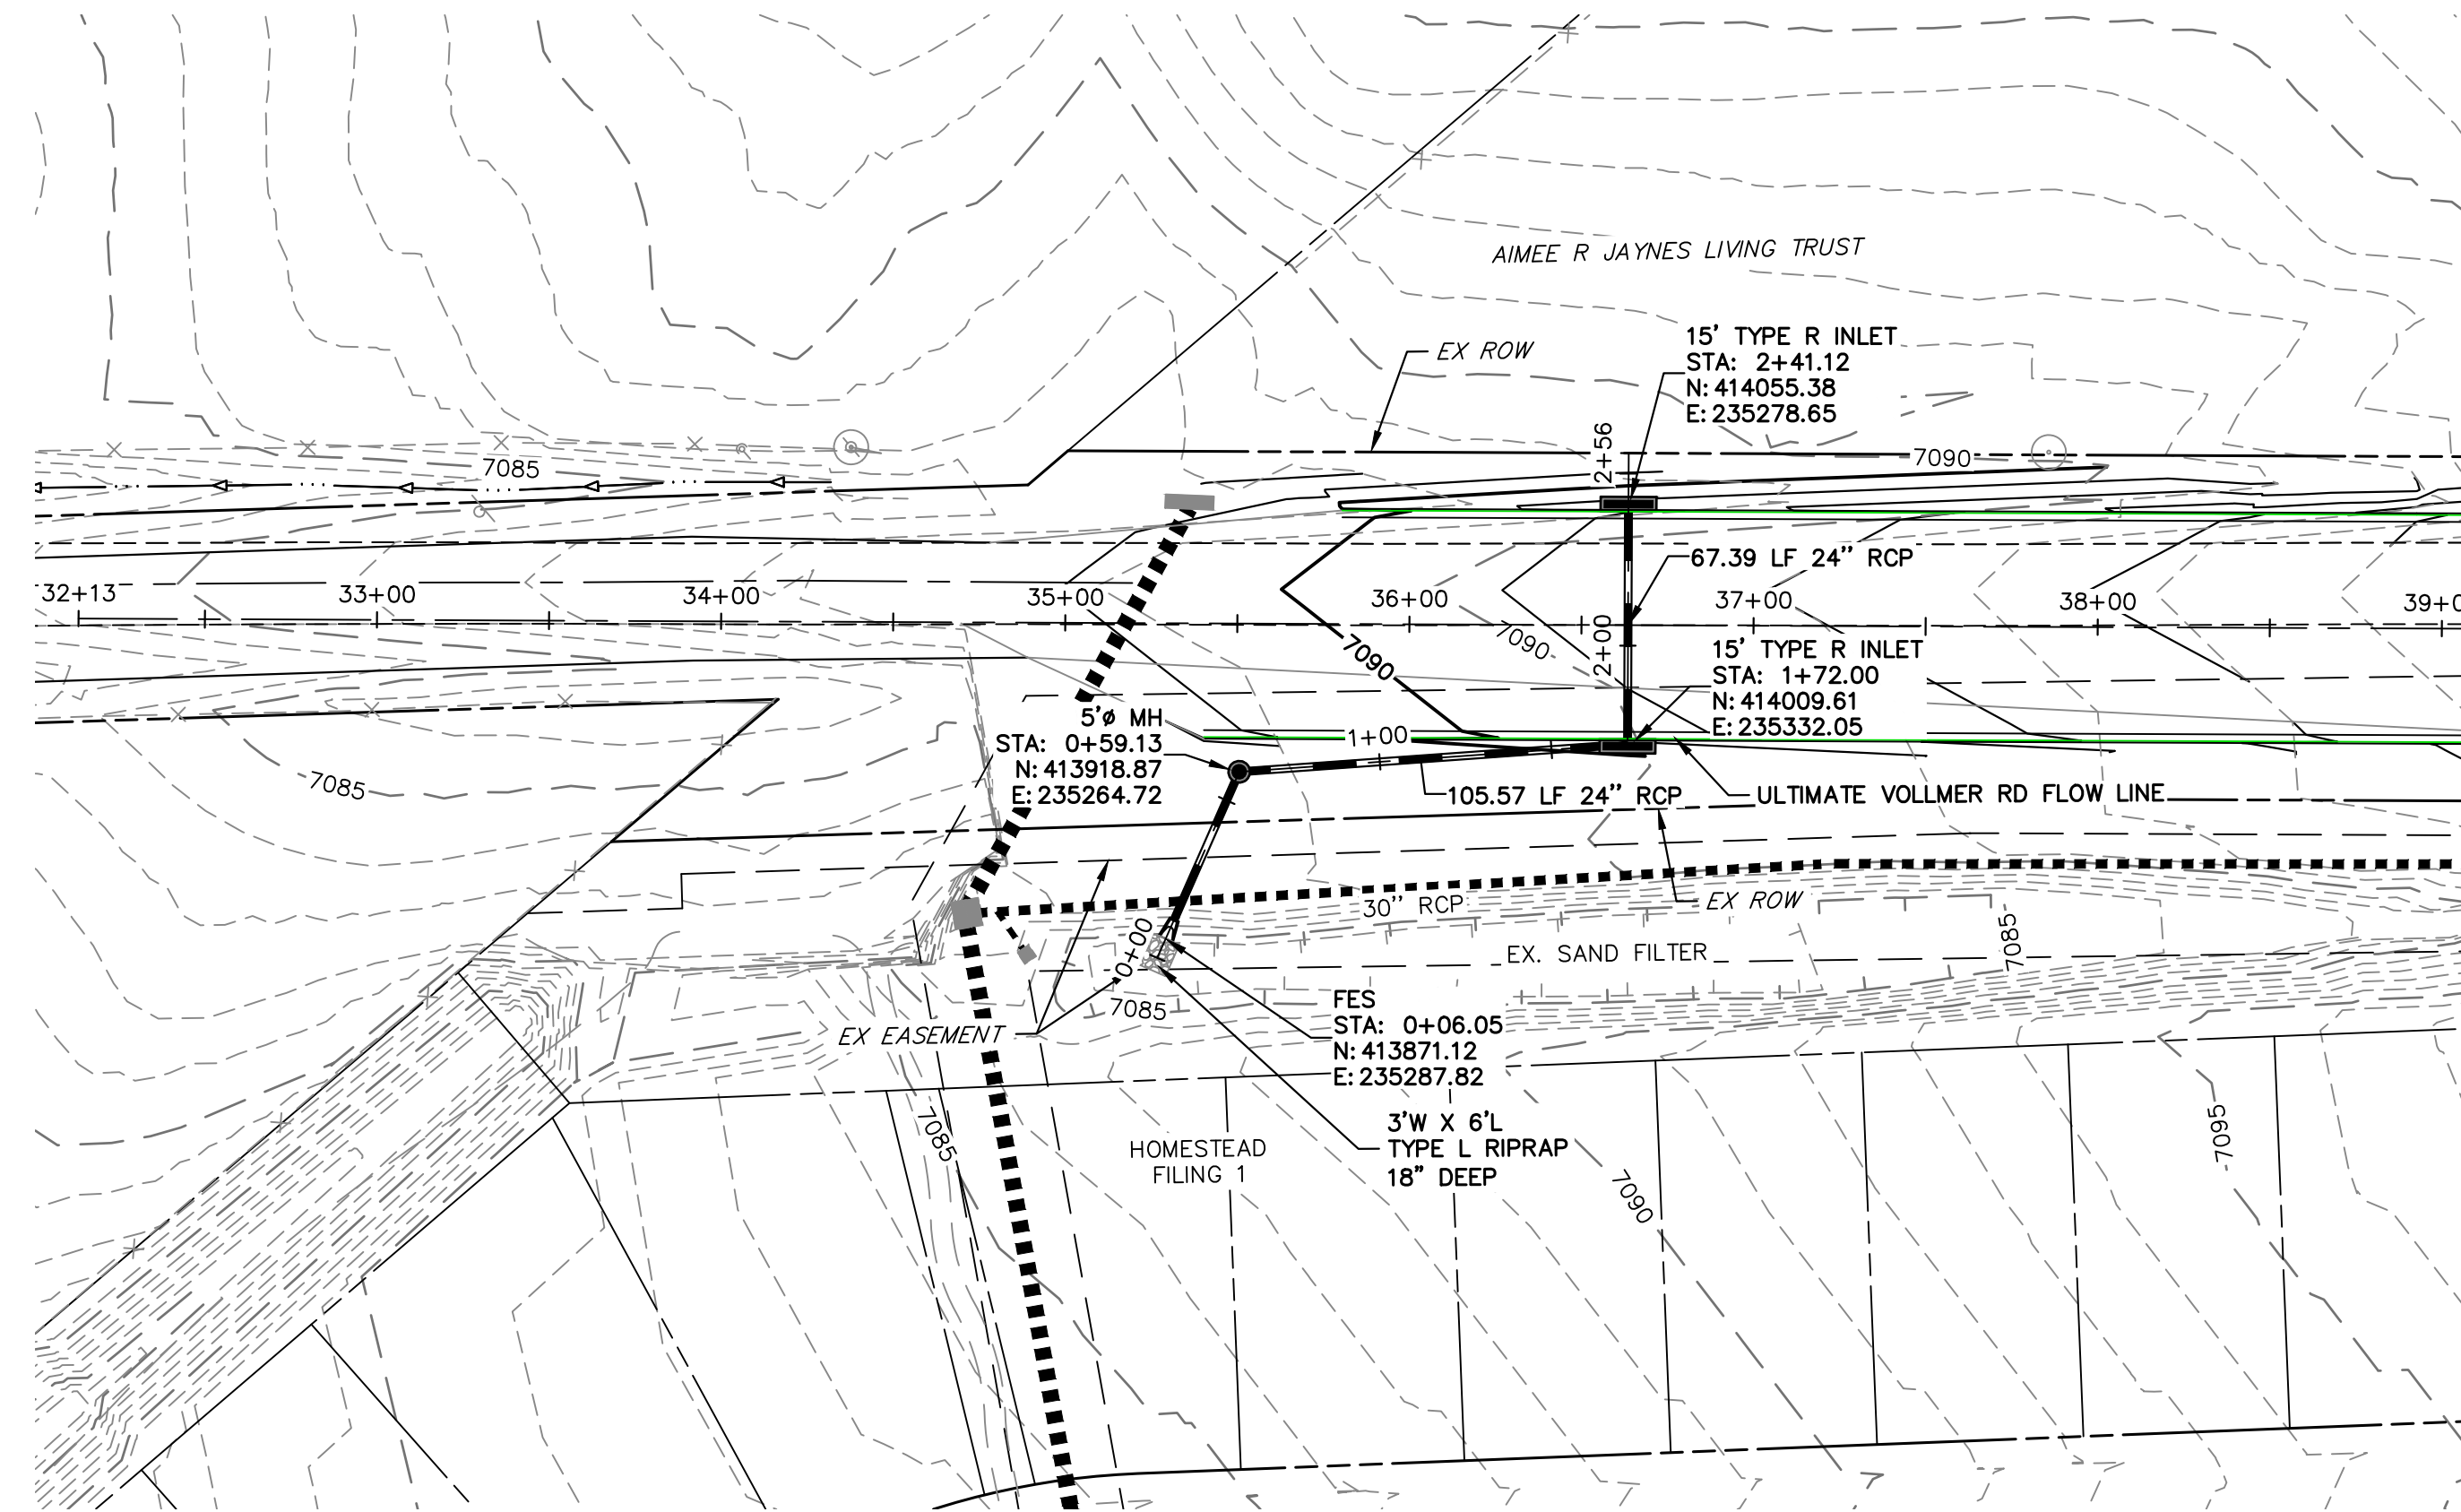 AIMEE R JAYNES LIVING TRUST
15' TYPE R INLET
STA: 2+41.12
N: 414055.38
E: 235278.65
EX ROW
2+56
7085
7090
67.39 LF 24" RCP
32+13
33+00
34+00
35+00
36+00
37+00
38+00
39+0
2+00
7090
7090
15' TYPE R INLET
STA: 1+72.00
N: 414009.61
E: 235332.05
5'ø MH
STA: 0+59.13
N: 413918.87
E: 235264.72
1+00
7085
105.57 LF 24" RCP
ULTIMATE VOLLMER RD FLOW LINE
30" RCP
EX ROW
0+00
EX. SAND FILTER
7085
7085
EX EASEMENT
FES
STA: 0+06.05
N: 413871.12
E: 235287.82
3'W X 6'L
TYPE L RIPRAP
18" DEEP
7085
HOMESTEAD
FILING 1
7090
7095